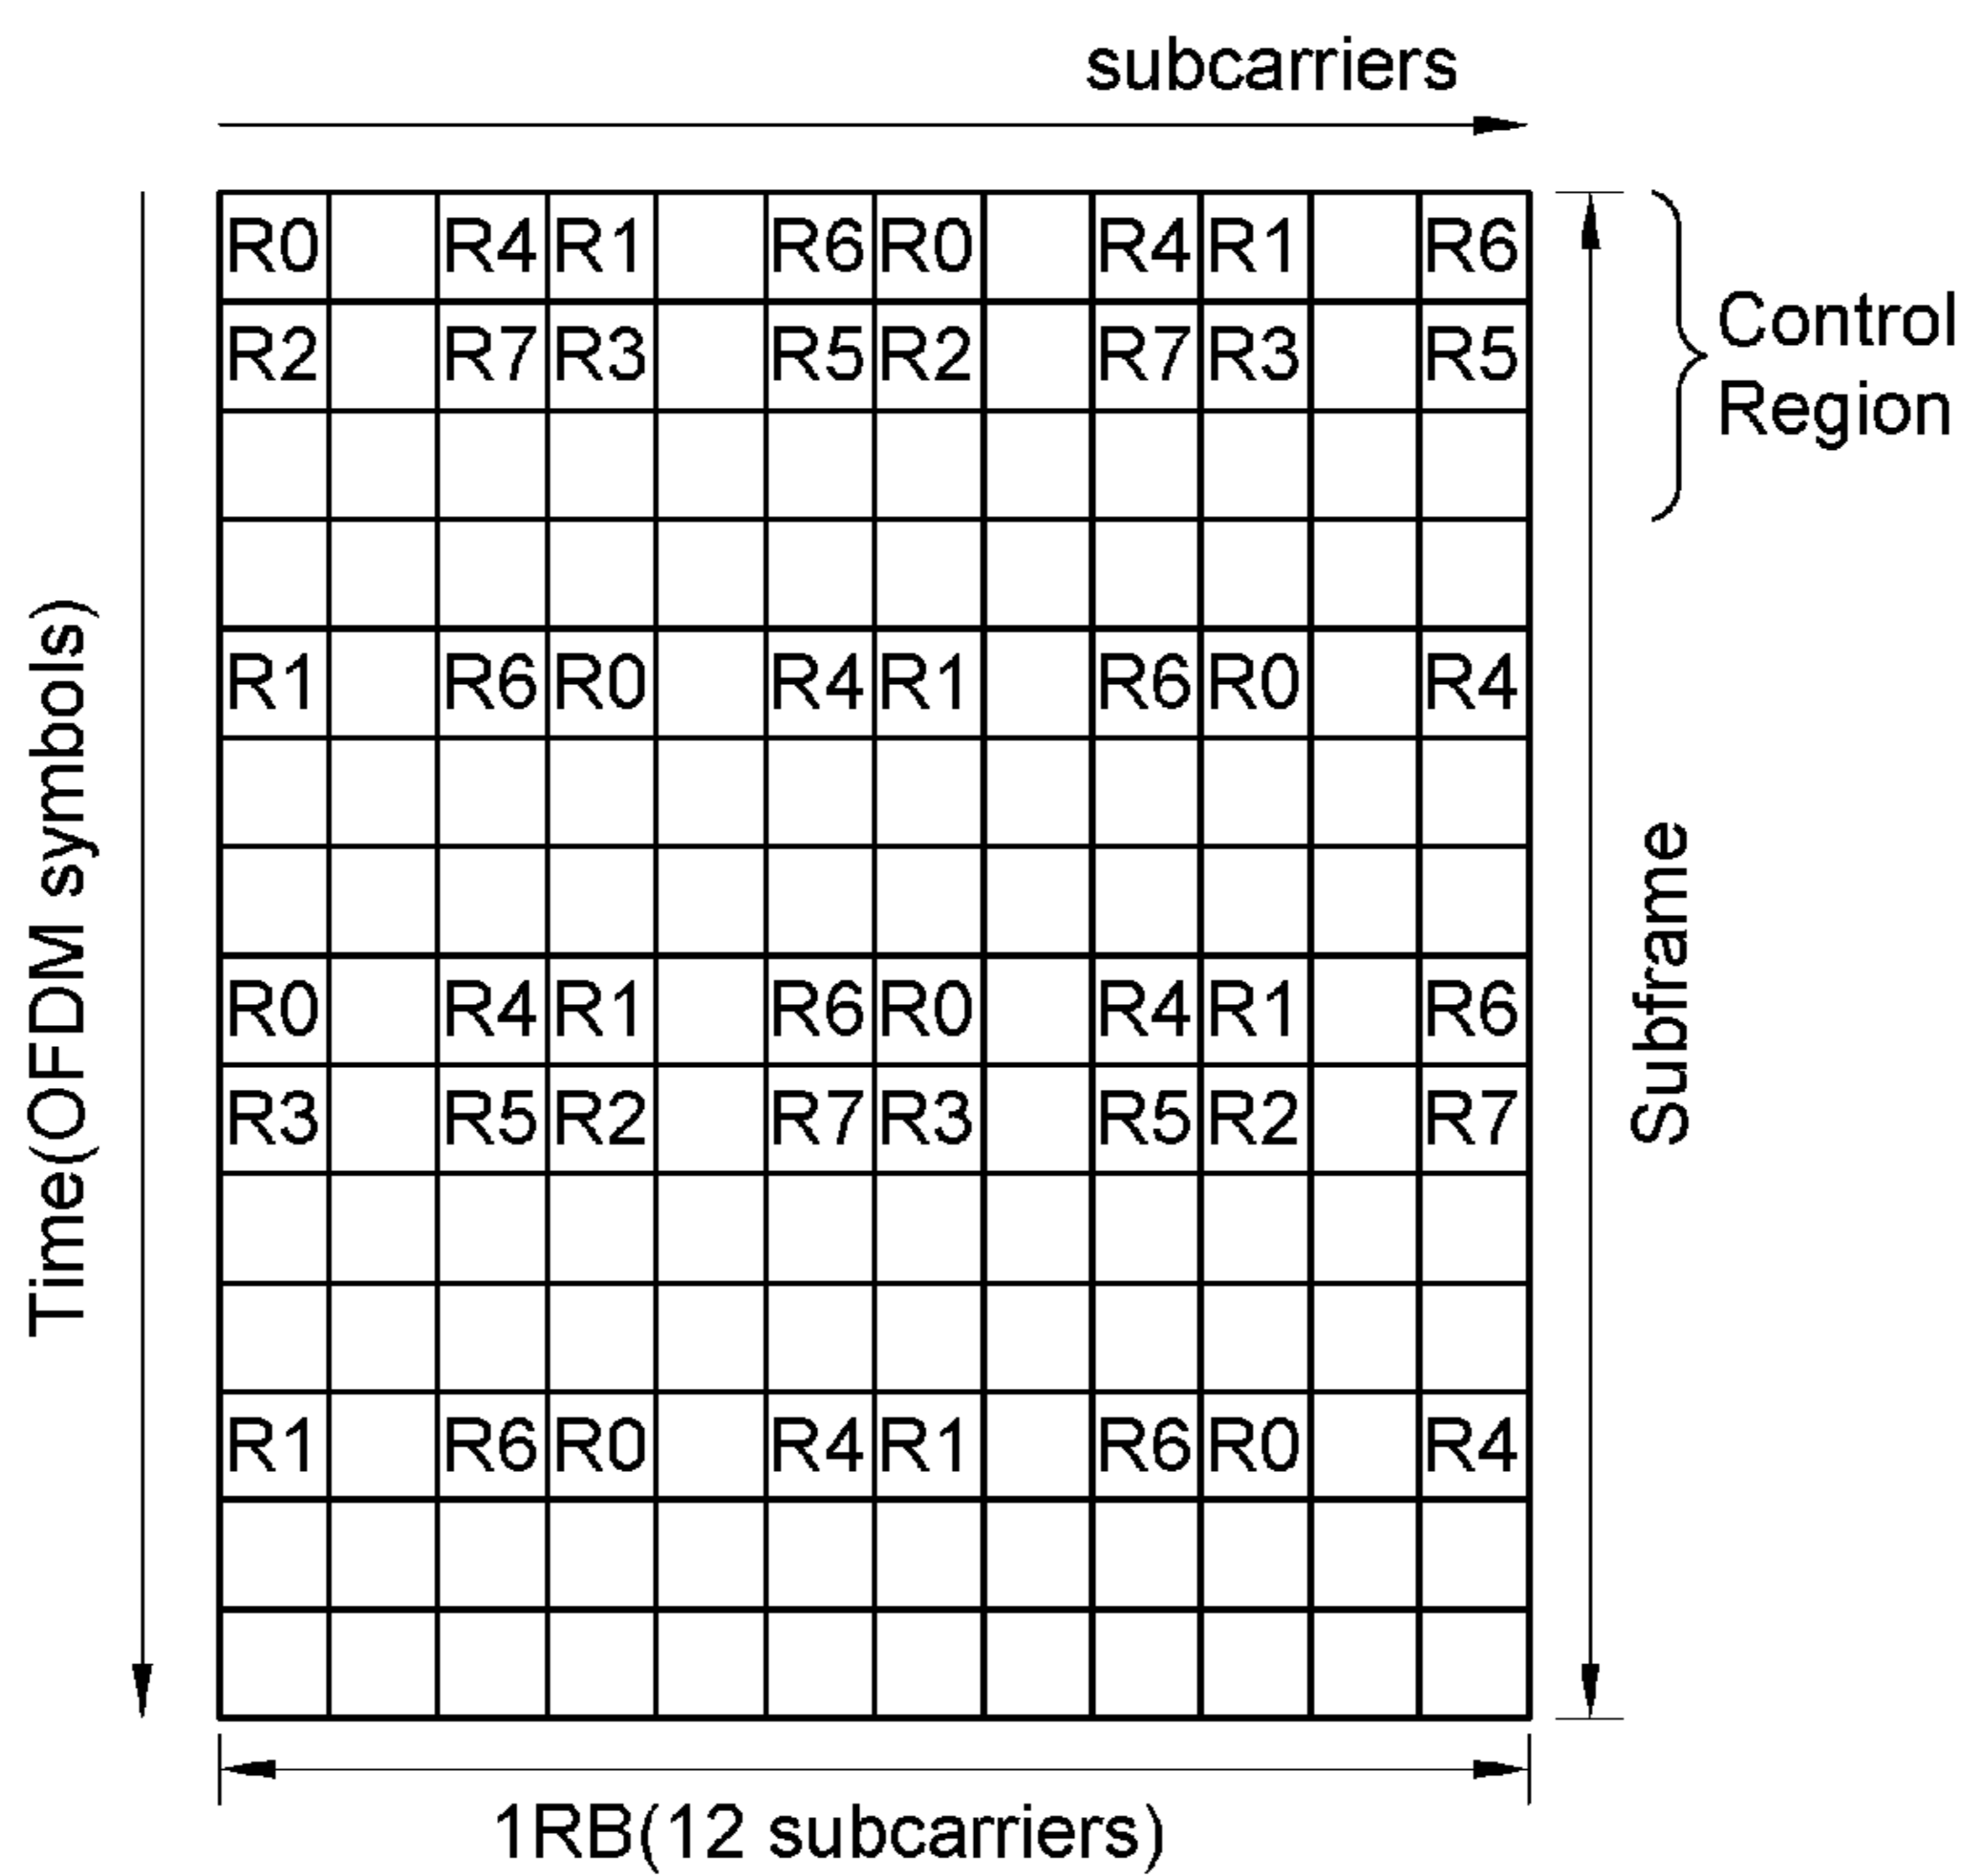 subcarriers
R0 R4 R1 R6 R0 R4 R1 R6
R2 R7 R3 R5 R2 R7 R3 R5
Control
Region
R1 R6 R0 R4 R1 R6 R0 R4
Time(OFDM symbols)
Subframe
R0 R4 R1 R6 R0 R4 R1 R6
R3 R5 R2 R7 R3 R5 R2 R7
R1 R6 R0 R4 R1 R6 R0 R4
1RB(12 subcarriers)